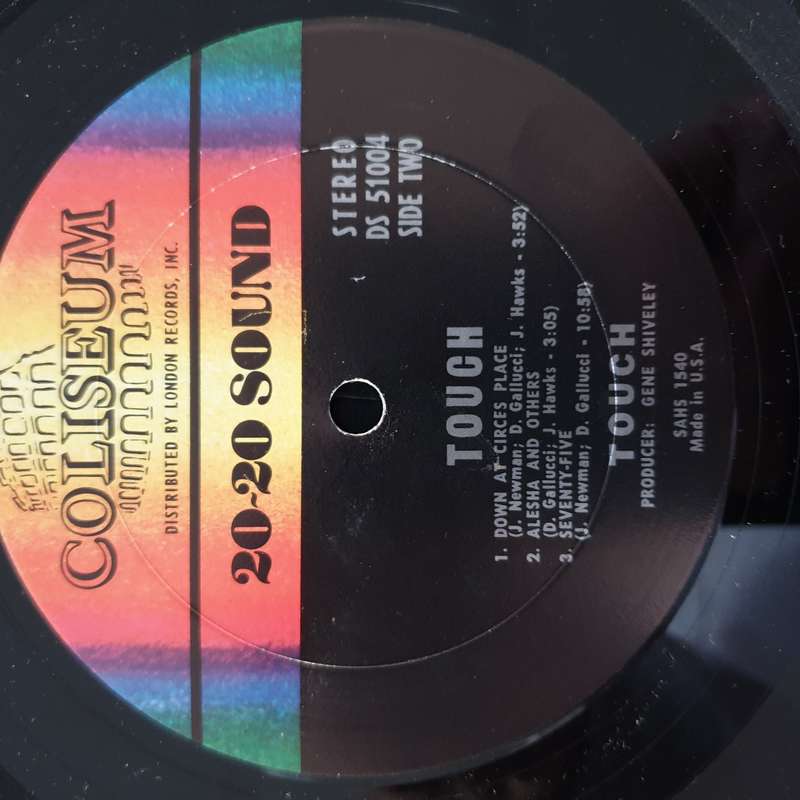 COLISEUM
DISTRIBUTED BY LONDON RECORDS, INC.
20-20 SOUND
STEREO
DS 51004
SIDE TWO
TOUCH
1. DOWN AT CIRCES PLACE
(J. Newman; D. Gallucci; J. Hawks - 3:52)
2. ALESHA AND OTHERS
(D. Gallucci; J. Hawks - 3:05)
3. SEVENTY-FIVE
(J. Newman; D. Gallucci - 10:58)
TOUCH
PRODUCER: GENE SHIVELEY
SAHS 1540
Made in U.S.A.